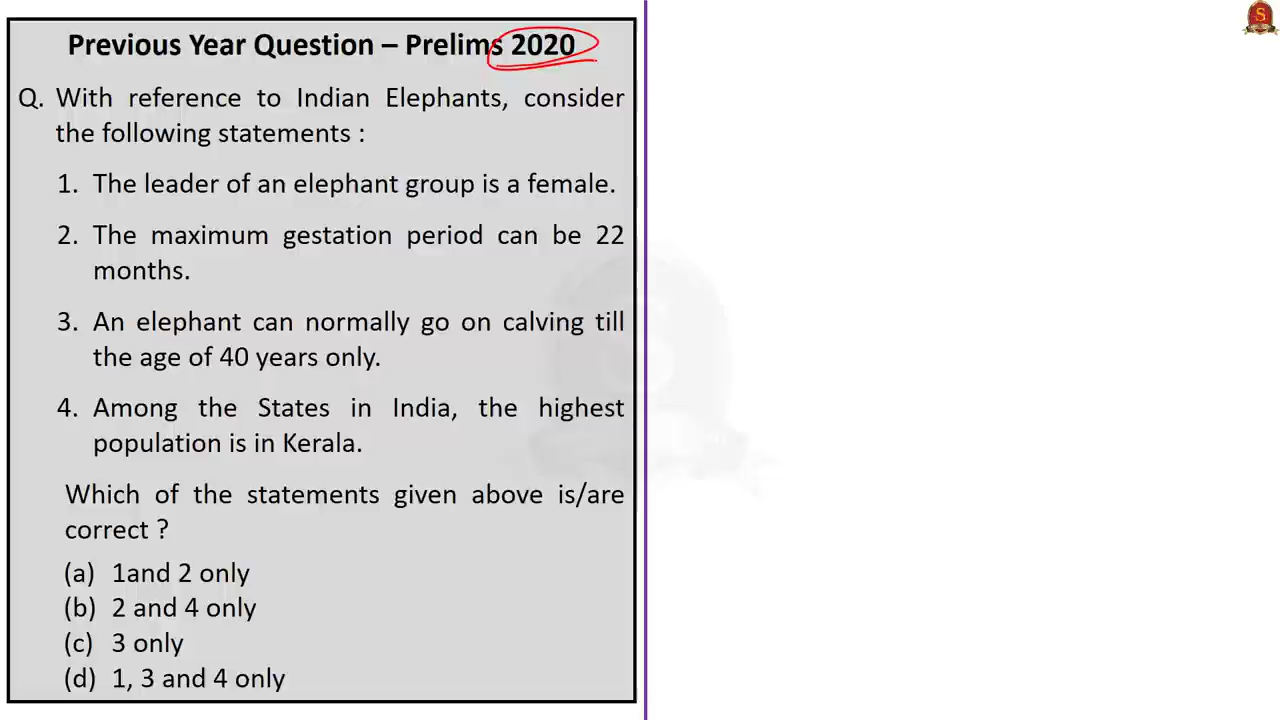 Previous Year Question – Prelims 2020
Q. With reference to Indian Elephants, consider
the following statements :
1. The leader of an elephant group is a female.
2. The maximum gestation period can be 22
months.
3. An elephant can normally go on calving till
the age of 40 years only.
4. Among the States in India, the highest
population is in Kerala.
Which of the statements given above is/are
correct ?
(a) 1and 2 only
(b) 2 and 4 only
(c) 3 only
(d) 1, 3 and 4 only